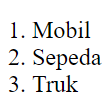 1. Mobil
2. Sepeda
3. Truk